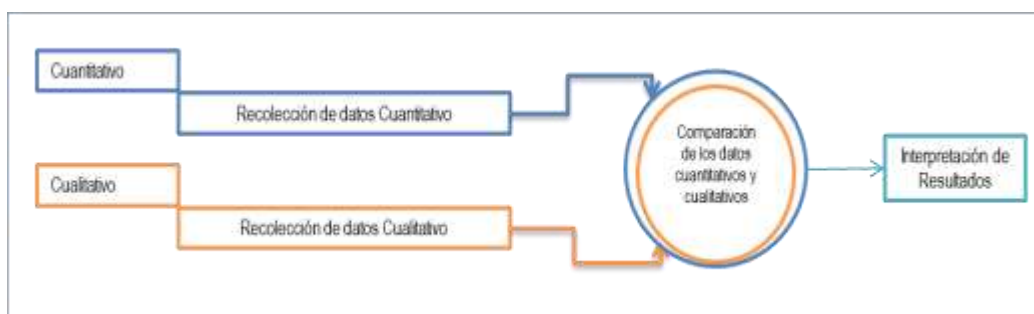 Cuantitativo
Recolección de datos Cuantitativo
Cualitativo
Recolección de datos Cualitativo
Comparación
de los datos
cuantitativos y
cualitativos
Interpretación de
Resultados